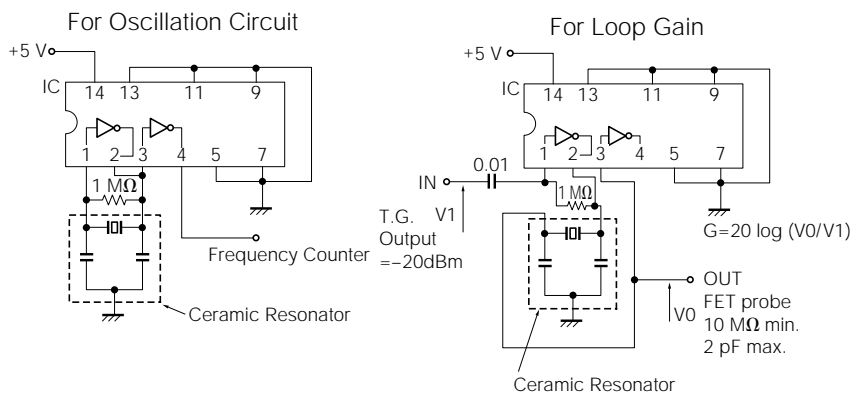 For Oscillation Circuit
+5 V
IC
14 13 11 9
1 2 3 4 5 7
1 MΩ
Frequency Counter
Ceramic Resonator
For Loop Gain
+5 V
IC
14 13 11 9
1 2 3 4 5 7
0.01
IN
1MΩ
T.G. V1
Output
=−20dBm
G=20 log (V0/V1)
OUT
FET probe
V0
10 MΩ min.
2 pF max.
Ceramic Resonator